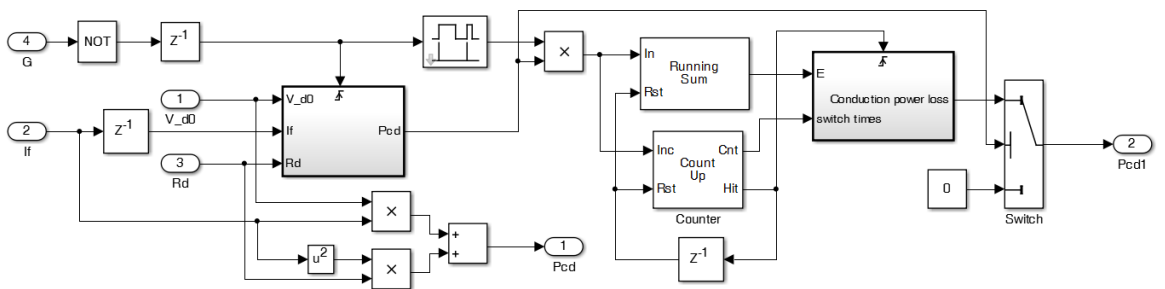 4
G
NOT
Z-1
V_d0
If
Rd
Pcd
1
V_d0
2
If
Z-1
3
Rd
×
u2
×
+
+
1
Pcd
×
In
Rst
Running
Sum
Inc
Rst
Count
Up
Cnt
Hit
Counter
Z-1
E
switch times
Conduction power loss
0
Switch
2
Pcd1